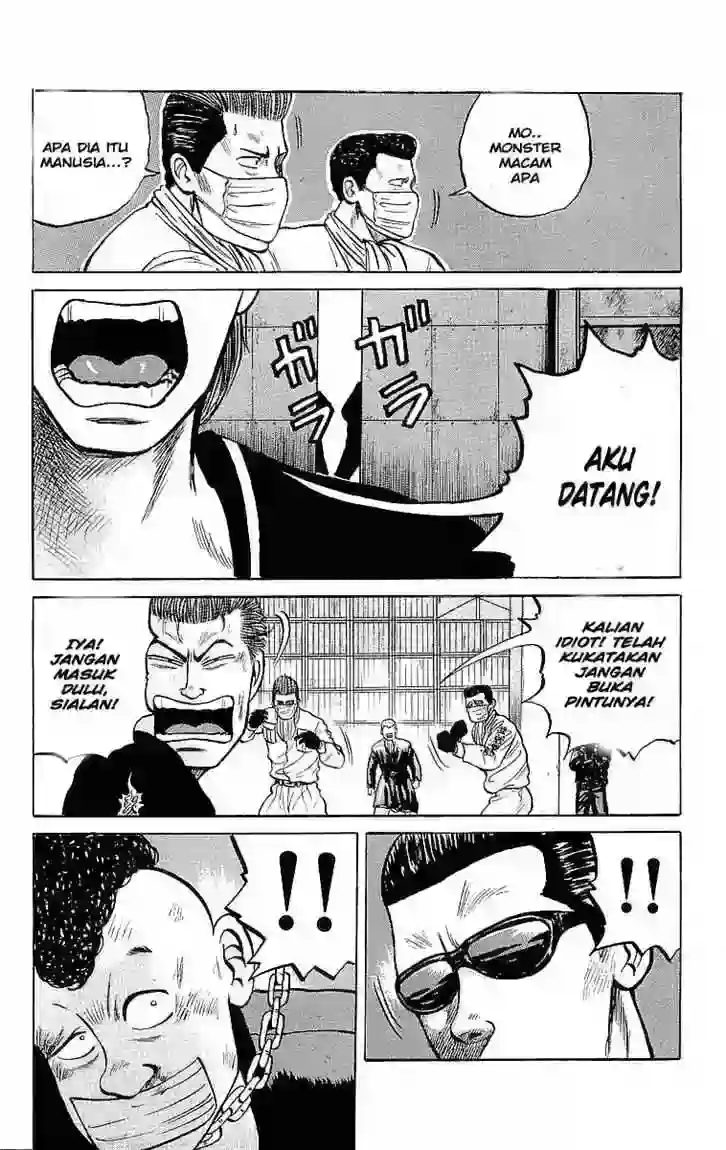 MO..
MONSTER
MACAM
APA
APA DIA ITU
MANUSIA...?
ガ
ラ
ガ
ラ
AKU
DATANG!
KALIAN
IDIOT! TELAH
KUKATAKAN
JANGAN
BUKA
PINTUNYA!
IYA!
JANGAN
MASUK
DULU,
SIALAN!
!!
!!